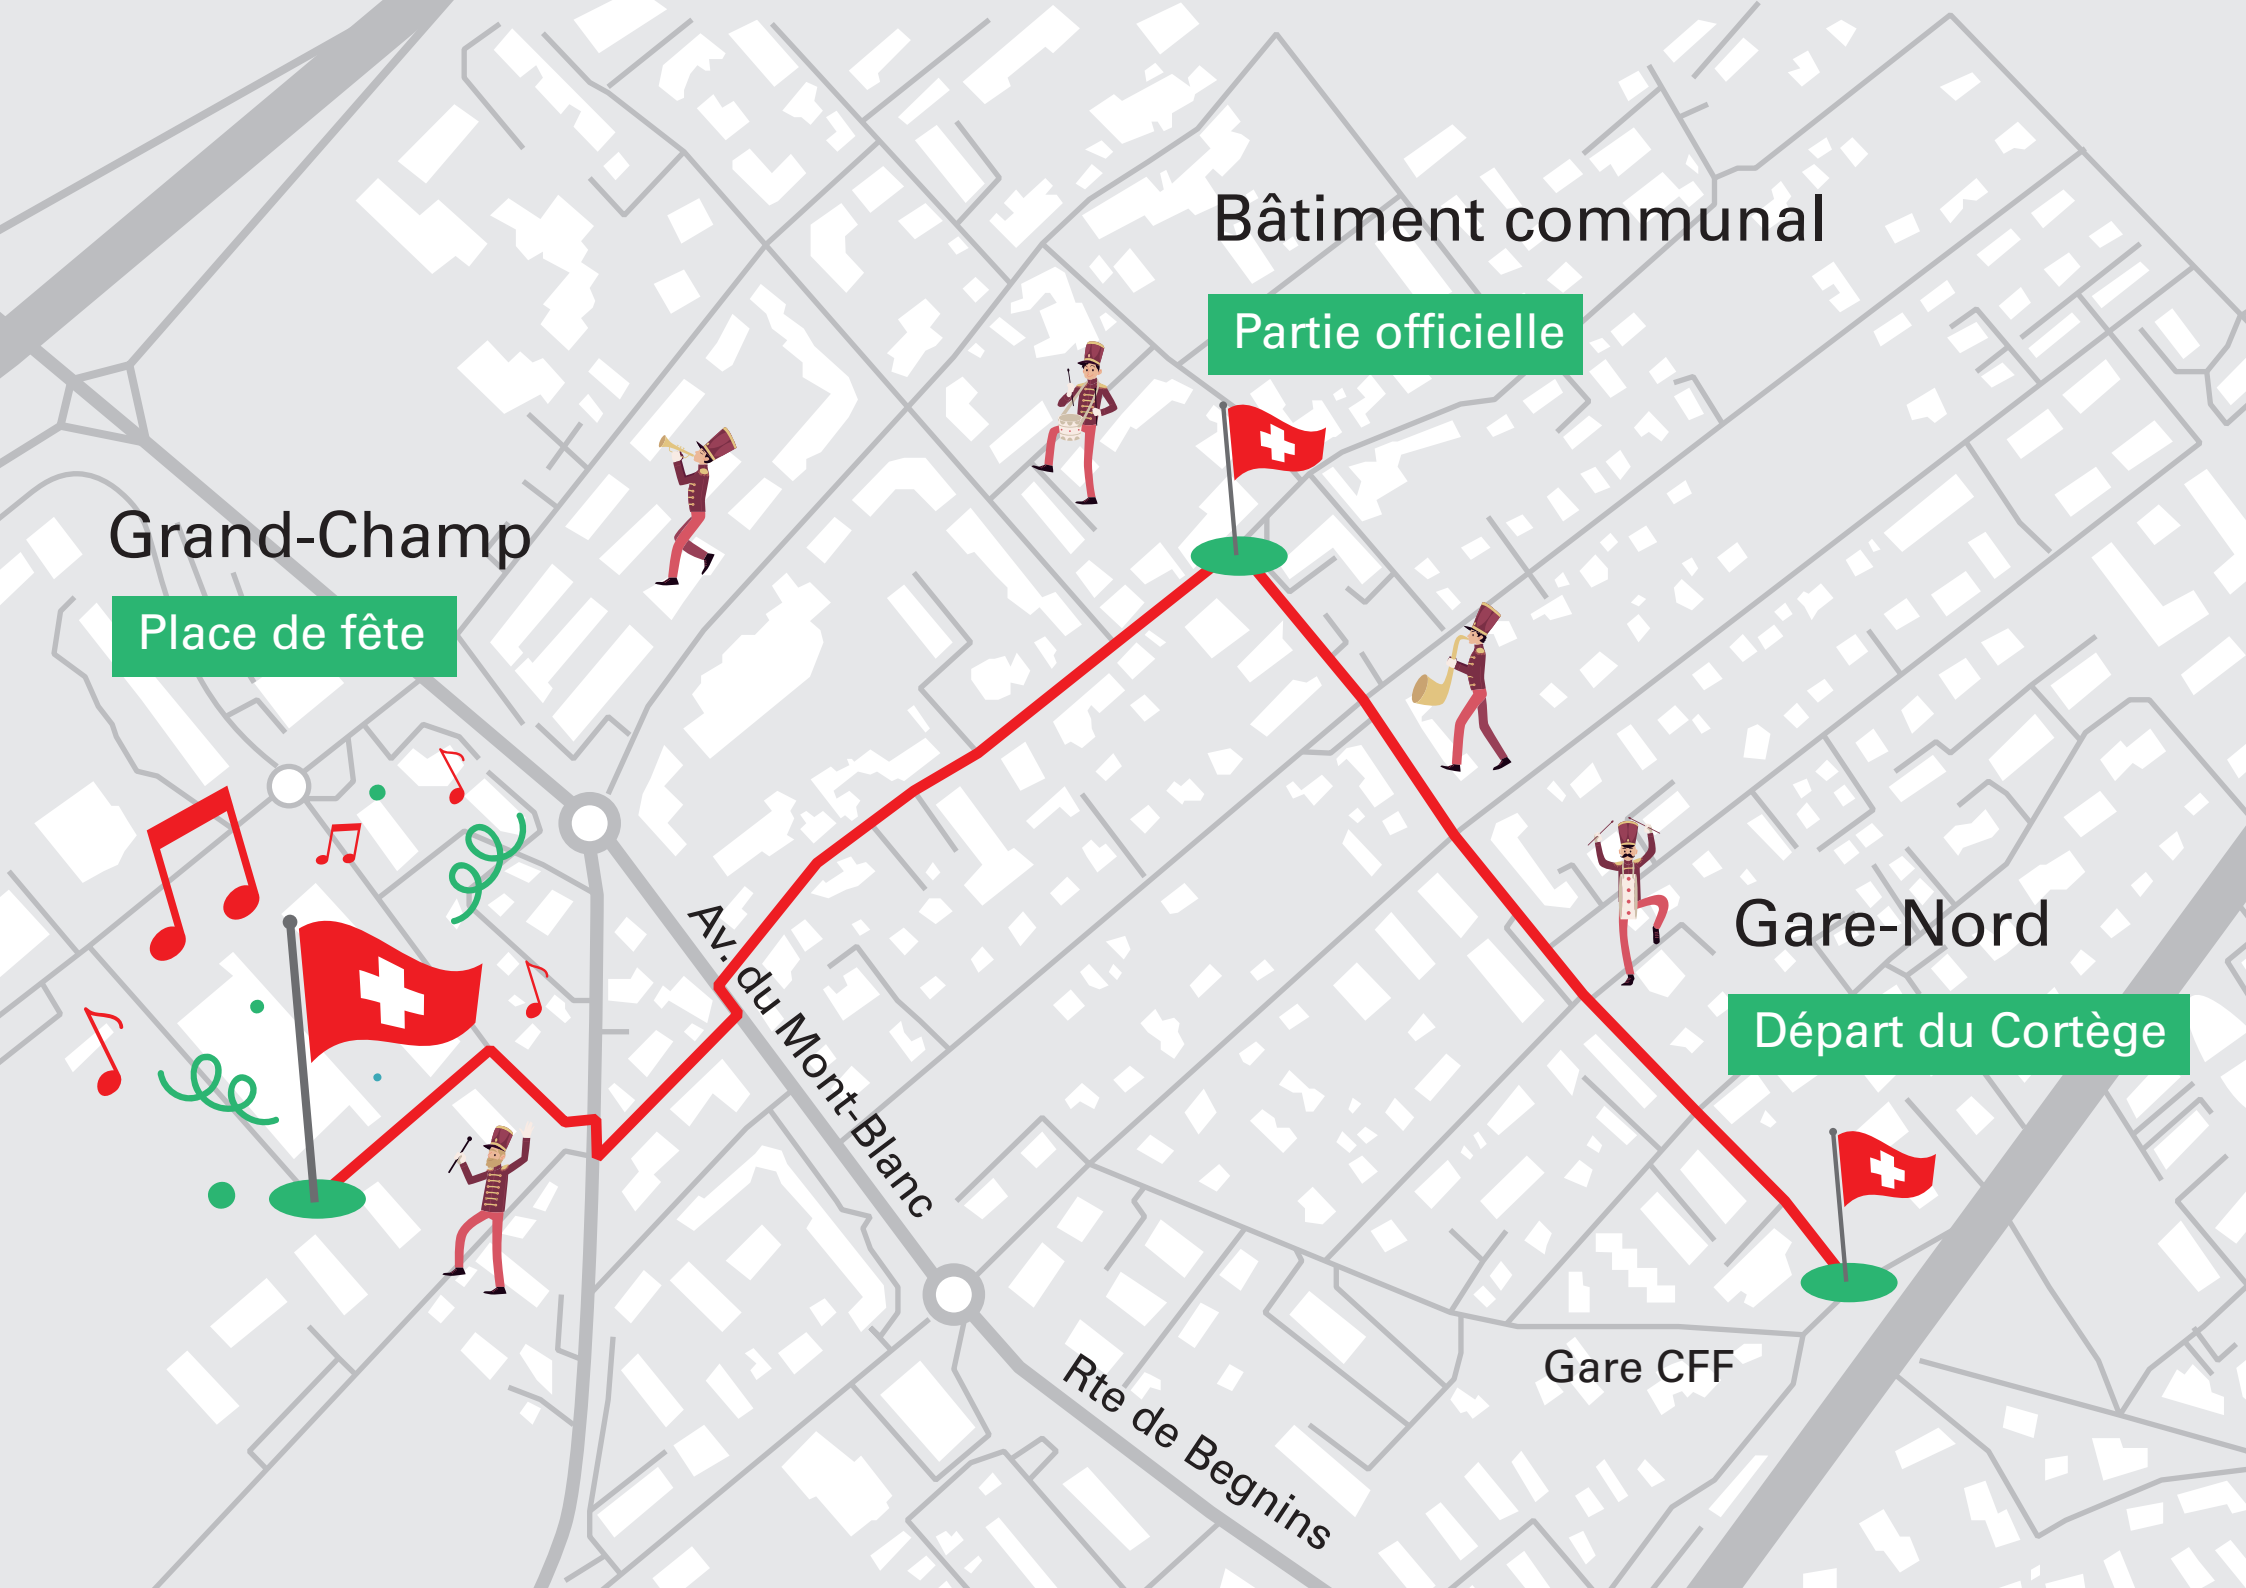 Bâtiment communal
Partie officielle
Grand-Champ
Place de fête
Gare-Nord
Départ du Cortège
Av. du Mont-Blanc
Gare CFF
Rte de Begnins